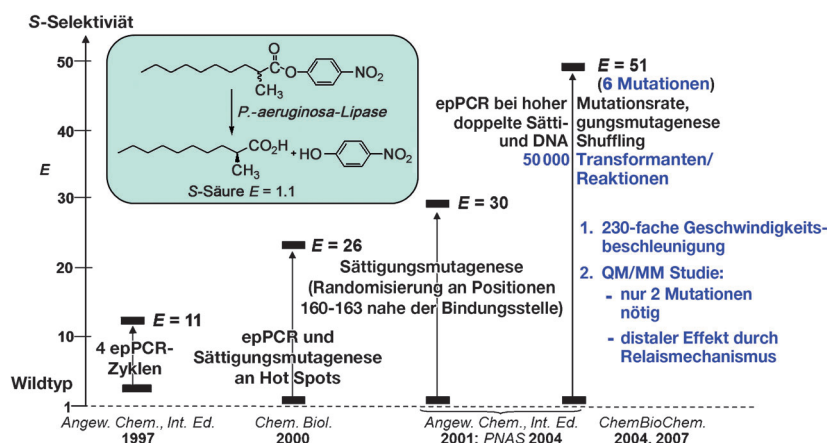 S-Selektiviät
50
40
E
30
20
10
Wildtyp
1
O
O
NO₂
CH₃
P.-aeruginosa-Lipase
CO₂H
CH₃
+
HO
NO₂
S-Säure E = 1.1
E = 11
4 epPCR-
Zyklen
E = 26
epPCR und
Sättigungsmutagenese
an Hot Spots
E = 30
Sättigungsmutagenese
(Randomisierung an Positionen
160-163 nahe der Bindungsstelle)
E = 51
(6 Mutationen)
epPCR bei hoher Mutationsrate,
doppelte Sättigungsmutagenese
und DNA Shuffling
50 000 Transformanten/
Reaktionen
1. 230-fache Geschwindigkeits-
beschleunigung
2. QM/MM Studie:
- nur 2 Mutationen
nötig
- distaler Effekt durch
Relaismechanismus
Angew. Chem., Int. Ed.
1997
Chem. Biol.
2000
Angew. Chem., Int. Ed.
2001; PNAS 2004
ChemBioChem.
2004, 2007